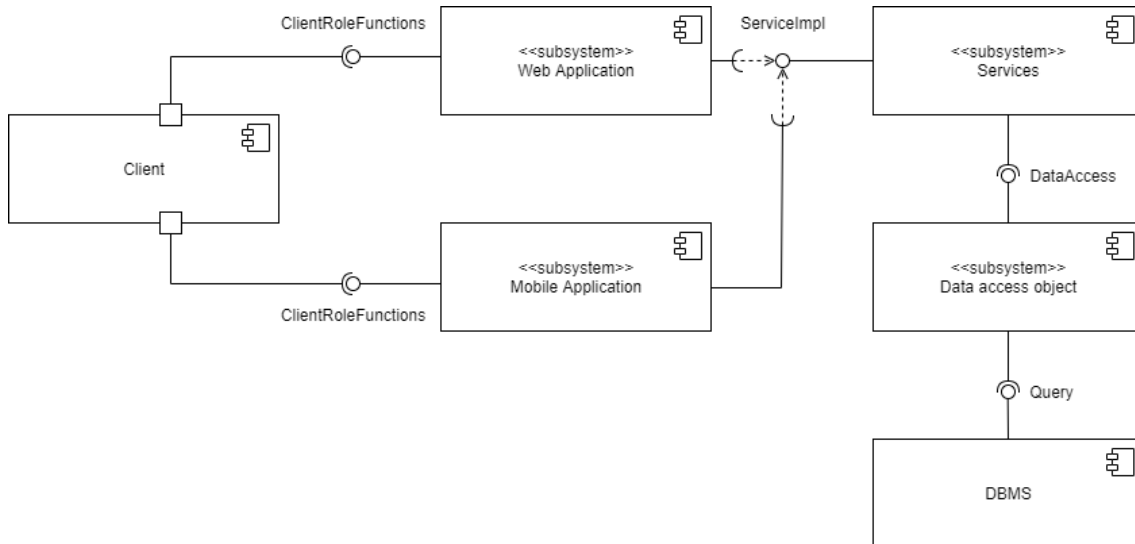 ClientRoleFunctions
ServiceImpl
<<subsystem>>
Web Application
<<subsystem>>
Services
Client
DataAccess
<<subsystem>>
Mobile Application
<<subsystem>>
Data access object
ClientRoleFunctions
Query
DBMS